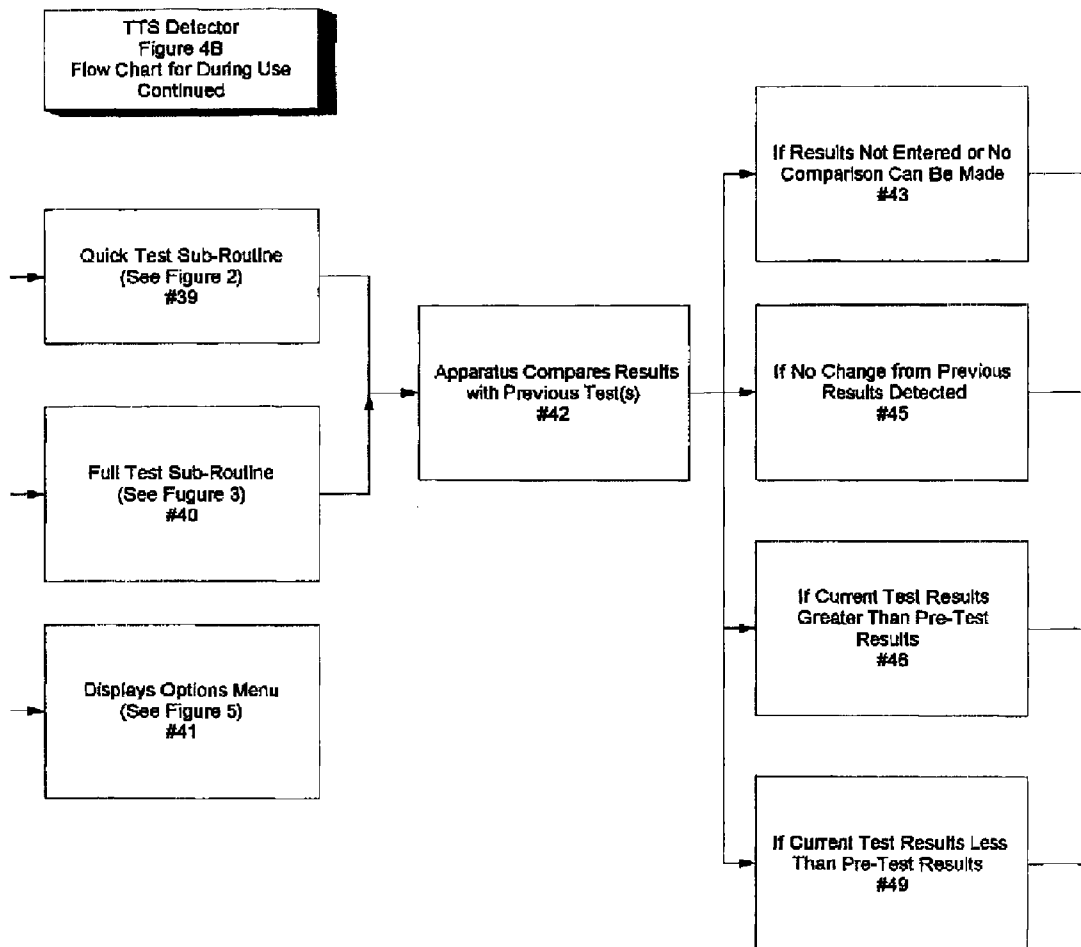 TTS Detector
Figure 4B
Flow Chart for During Use
Continued
Quick Test Sub-Routine
(See Figure 2)
#39
Full Test Sub-Routine
(See Fugure 3)
#40
Displays Options Menu
(See Figure 5)
#41
Apparatus Compares Results
with Previous Test(s)
#42
If Results Not Entered or No
Comparison Can Be Made
#43
If No Change from Previous
Results Detected
#45
If Current Test Results
Greater Than Pre-Test
Results
#46
If Current Test Results Less
Than Pre-Test Results
#49